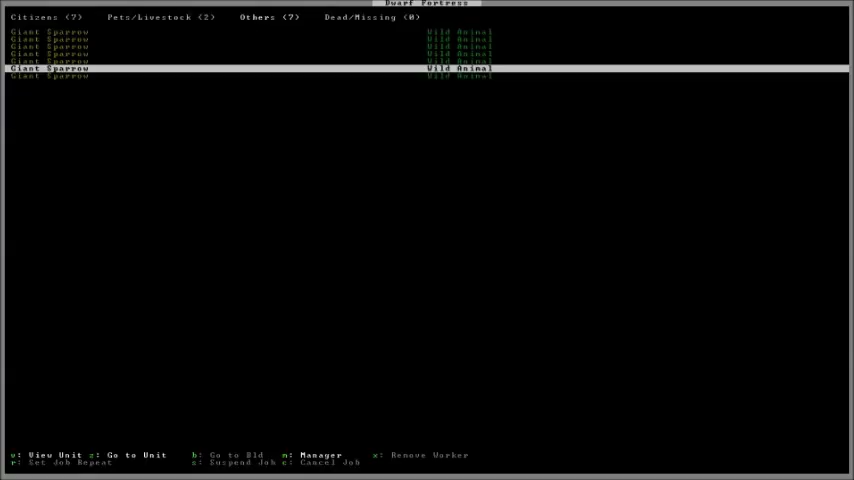 Dwarf Fortress
Citizens (7) Pets/Livestock (2) Others (7) Dead/Missing (0)
Giant Sparrow Wild Animal
Giant Sparrow Wild Animal
Giant Sparrow Wild Animal
Giant Sparrow Wild Animal
Giant Sparrow Wild Animal
Giant Sparrow Wild Animal
Giant Sparrow Wild Animal
v: View Unit z: Go to Unit b: Go to Bld m: Manager x: Remove Worker
r: Set Job Repeat s: Suspend Job c: Cancel Job